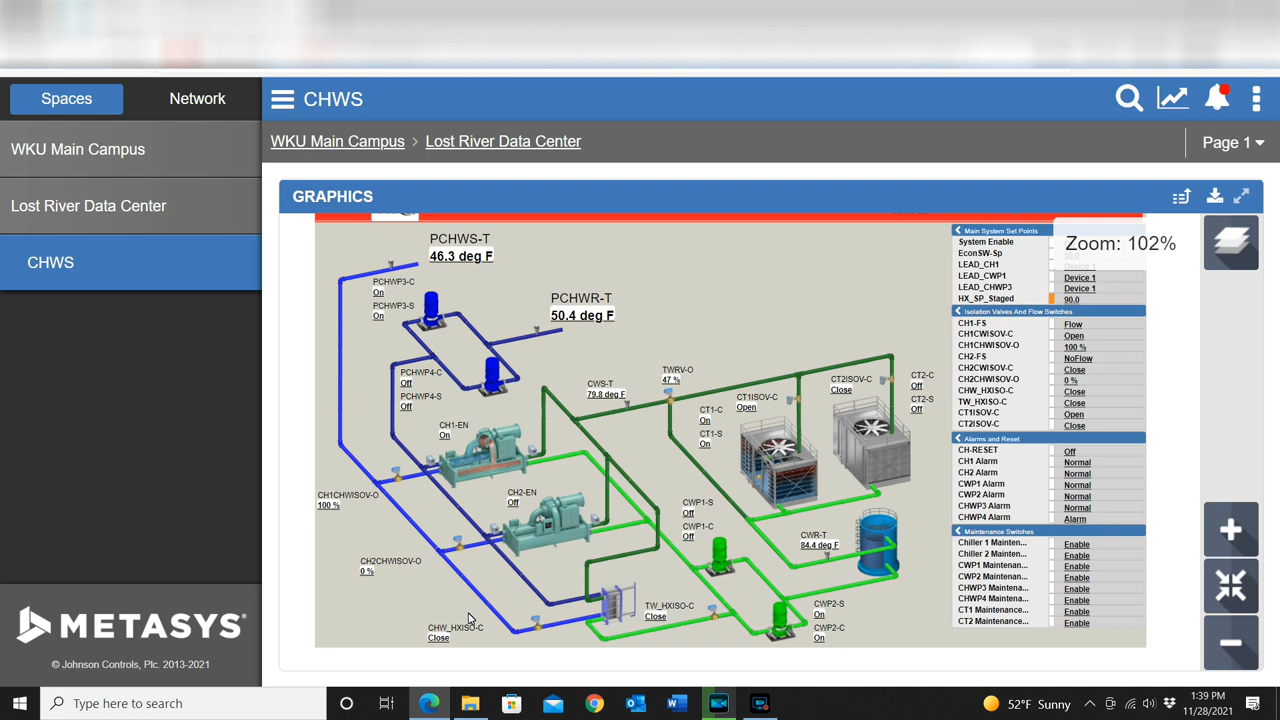 Spaces
Network
CHWS
WKU Main Campus
Lost River Data Center
CHWS
WKU Main Campus > Lost River Data Center
Page 1
GRAPHICS
Zoom: 102%
PCHWS-T
46.3 deg F
PCHWP3-C
On
PCHWP3-S
On
PCHWR-T
50.4 deg F
PCHWP4-C
Off
PCHWP4-S
Off
CWS-T
79.8 deg F
TWRV-O
47 %
CT1ISOV-C
Open
CT2ISOV-C
Close
CT2-C
Off
CT2-S
Off
CT1-C
On
CT1-S
On
CH1-EN
On
CH2-EN
Off
CH1CHWISOV-O
100 %
CH2CHWISOV-O
0 %
CWP1-S
Off
CWP1-C
Off
CWR-T
84.4 deg F
CHW_HXISO-C
Close
TW_HXISO-C
Close
CWP2-S
On
CWP2-C
On
Main System Set Points
System Enable
EconSW-Sp
LEAD_CH1 Device 1
LEAD_CWP1 Device 1
LEAD_CHWP3 Device 1
HX_SP_Staged 90.0
Isolation Valves And Flow Switches
CH1-FS Flow
CH1CWISOV-C Open
CH1CHWISOV-O 100 %
CH2-FS NoFlow
CH2CWISOV-C Close
CH2CHWISOV-O 0 %
CHW_HXISO-C Close
TW_HXISO-C Close
CT1ISOV-C Open
CT2ISOV-C Close
Alarms and Reset
CH-RESET Off
CH1 Alarm Normal
CH2 Alarm Normal
CWP1 Alarm Normal
CWP2 Alarm Normal
CHWP3 Alarm Normal
CHWP4 Alarm Alarm
Maintenance Switches
Chiller 1 Mainten... Enable
Chiller 2 Mainten... Enable
CWP1 Maintenan... Enable
CWP2 Maintenan... Enable
CHWP3 Maintena... Enable
CHWP4 Maintena... Enable
CT1 Maintenance... Enable
CT2 Maintenance... Enable
METASYS®
© Johnson Controls, Plc. 2013-2021
Type here to search
52°F Sunny
1:39 PM
11/28/2021